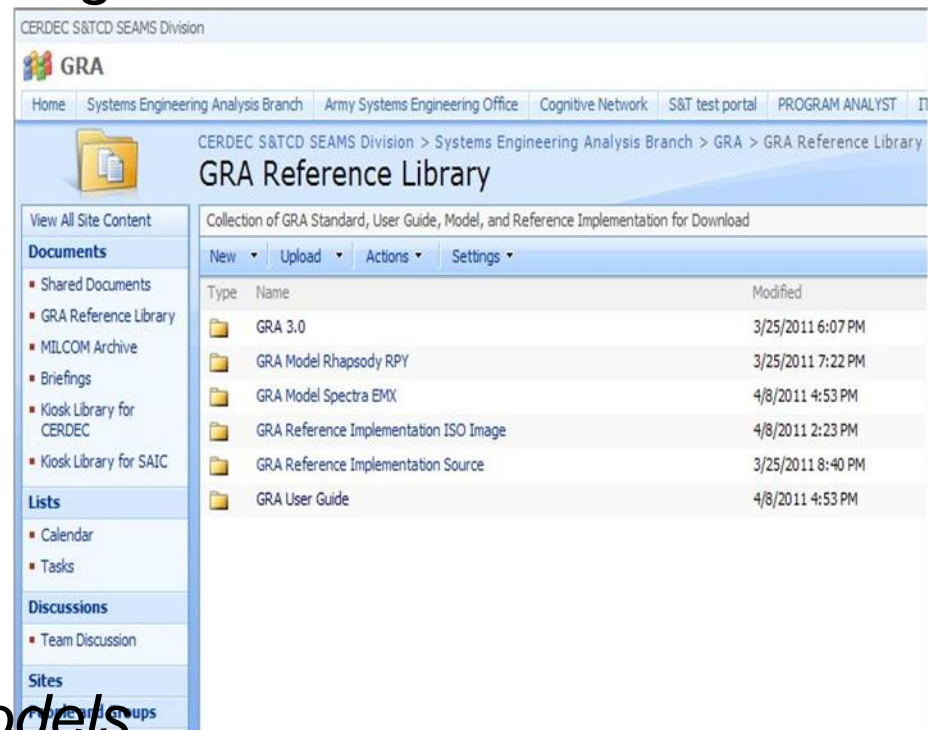 CERDEC S&TCD SEAMS Division
GRA
Home Systems Engineering Analysis Branch Army Systems Engineering Office Cognitive Network S&T test portal PROGRAM ANALYST
CERDEC S&TCD SEAMS Division > Systems Engineering Analysis Branch > GRA > GRA Reference Library
GRA Reference Library
View All Site Content
Documents
Shared Documents
GRA Reference Library
MILCOM Archive
Briefings
Kiosk Library for
CERDEC
Kiosk Library for SAIC
Lists
Calendar
Tasks
Discussions
Team Discussion
Sites
People and Groups
Collection of GRA Standard, User Guide, Model, and Reference Implementation for Download
New Upload Actions Settings
Type Name Modified
GRA 3.0 3/25/2011 6:07 PM
GRA Model Rhapsody RPY 3/25/2011 7:22 PM
GRA Model Spectra EMX 4/8/2011 4:53 PM
GRA Reference Implementation ISO Image 4/8/2011 2:23 PM
GRA Reference Implementation Source 3/25/2011 8:40 PM
GRA User Guide 4/8/2011 4:53 PM
odels